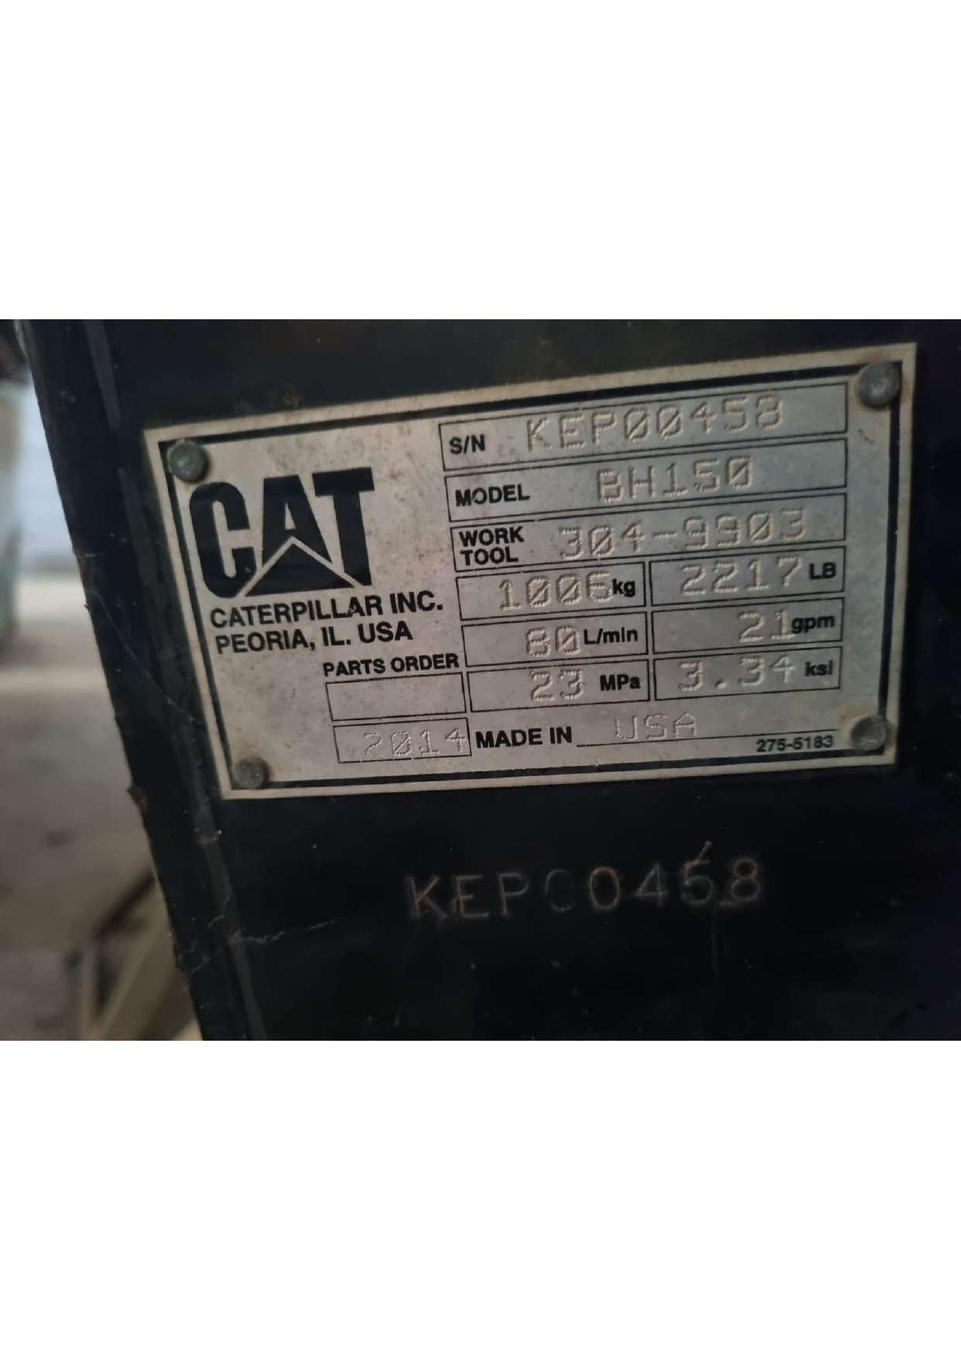 S/N KEP00458
CAT
MODEL BH150
WORK TOOL 304-9903
CATERPILLAR INC.
PEORIA, IL. USA
1006 kg 2217 LB
80 L/min 21 gpm
PARTS ORDER
23 MPa 3.34 ksi
2014 MADE IN USA
275-5183
KEP00458